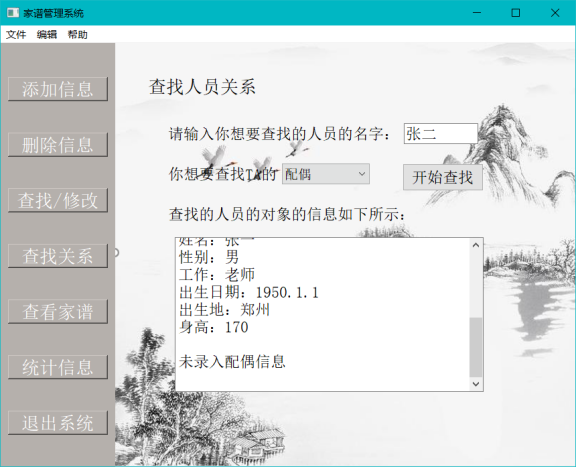 家谱管理系统
文件 编辑 帮助
添加信息
删除信息
查找/修改
查找关系
查看家谱
统计信息
退出系统
查找人员关系
请输入你想要查找的人员的名字： 张二
你想要查找TA的 配偶 开始查找
查找的人员的对象的信息如下所示：
性别：男
工作：老师
出生日期：1950.1.1
出生地：郑州
身高：170
未录入配偶信息